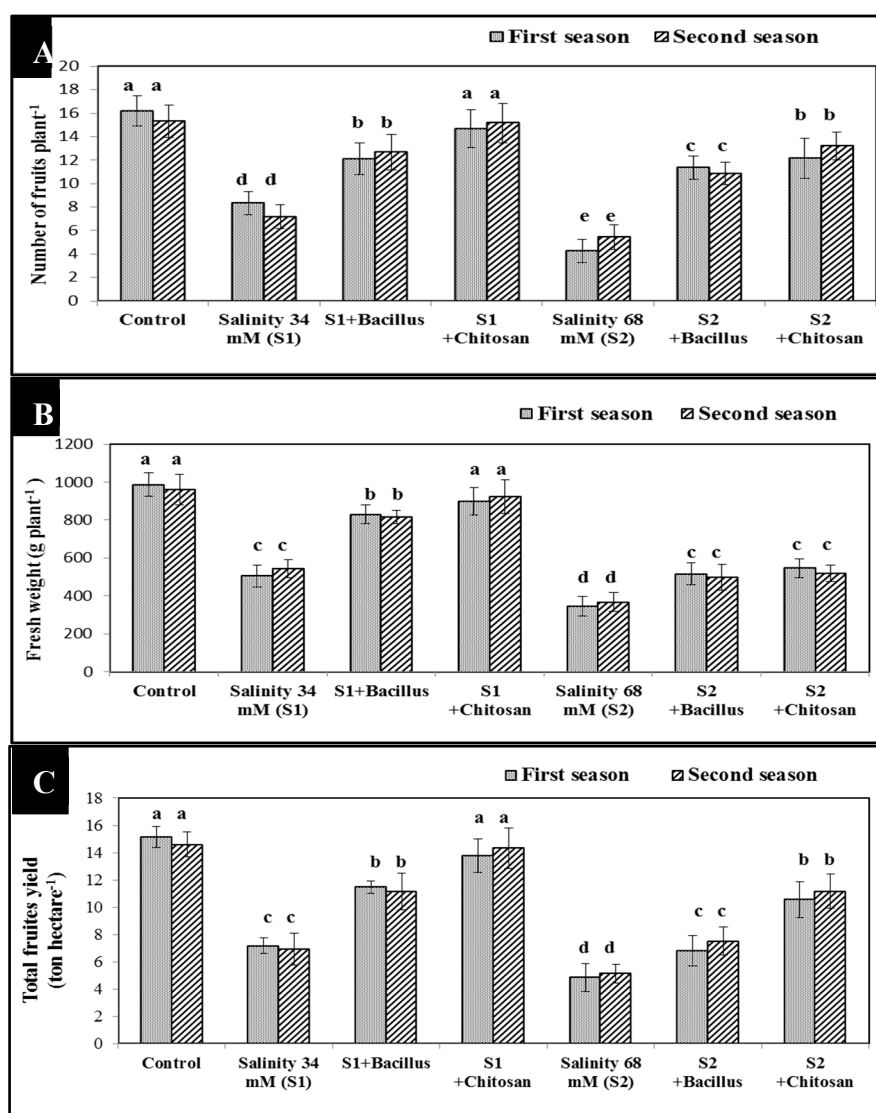 A
First season Second season
20
18
16
14
12
10
8
6
4
2
0
Number of fruits plant-1
a a
d d
b b
a a
e e
c c
b b
Control Salinity 34 S1+Bacillus S1 Salinity 68 S2 S2
mM (S1) +Chitosan mM (S2) +Bacillus +Chitosan
B
First season Second season
1200
1000
800
600
400
200
0
Fresh weight (g plant-1)
a a
c c
b b
a a
d d
c c
c c
Control Salinity 34 S1+Bacillus S1 Salinity 68 S2 S2
mM (S1) +Chitosan mM (S2) +Bacillus +Chitosan
C
First season Second season
18
16
14
12
10
8
6
4
2
0
Total fruites yield
(ton hectare-1)
a a
c c
b b
a a
d d
c c
b b
Control Salinity 34 S1+Bacillus S1 Salinity 68 S2 S2
mM (S1) +Chitosan mM (S2) +Bacillus +Chitosan